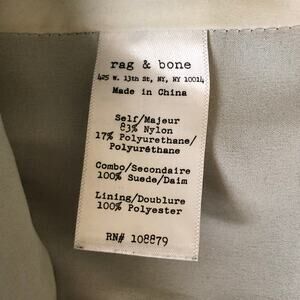 rag & bone
425 W. 13th St, NY, NY 10014
Made in China
Self/Majeur
83% Nylon
17% Polyurethane/
Polyuréthane
Combo/Secondaire
100% Suede/Daim
Lining/Doublure
100% Polyester
RN# 108879